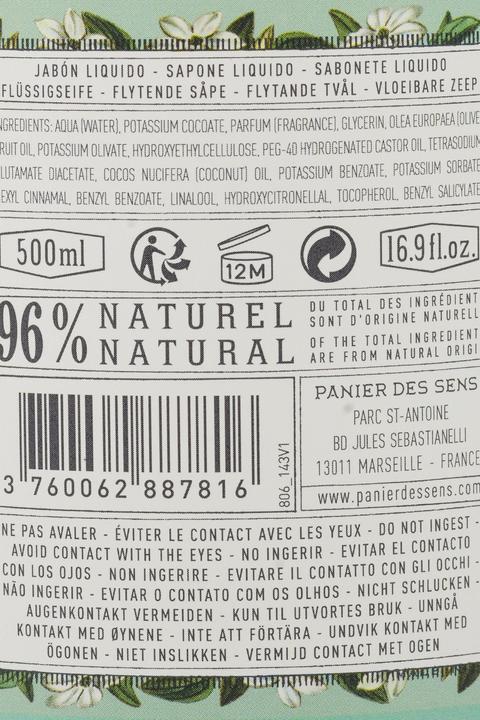 JABÓN LIQUIDO - SAPONE LIQUIDO - SABONETE LIQUIDO
FLÜSSIGSEIFE - FLYTENDE SÅPE - FLYTANDE TVÅL - VLOEIBARE ZEEP
INGREDIENTS: AQUA (WATER), POTASSIUM COCOATE, PARFUM (FRAGRANCE), GLYCERIN, OLEA EUROPAEA (OLIVE
FRUIT OIL, POTASSIUM OLIVATE, HYDROXYETHYLCELLULOSE, PEG-40 HYDROGENATED CASTOR OIL, TETRASODIUM
GLUTAMATE DIACETATE, COCOS NUCIFERA (COCONUT) OIL, POTASSIUM BENZOATE, POTASSIUM SORBATE
HEXYL CINNAMAL, BENZYL BENZOATE, LINALOOL, HYDROXYCITRONELLAL, TOCOPHEROL, BENZYL SALICYLATE
500ml
12M
16.9fl.oz.
96% NATUREL
NATURAL
DU TOTAL DES INGRÉDIENT
SONT D'ORIGINE NATURELL
OF THE TOTAL INGREDIENT
ARE FROM NATURAL ORIGI
3 760062 887816
806_143V1
PANIER DES SENS
PARC ST-ANTOINE
BD JULES SEBASTIANELLI
13011 MARSEILLE - FRANCE
www.panierdessens.com
NE PAS AVALER - ÉVITER LE CONTACT AVEC LES YEUX - DO NOT INGEST -
AVOID CONTACT WITH THE EYES - NO INGERIR - EVITAR EL CONTACTO
CON LOS OJOS - NON INGERIRE - EVITARE IL CONTATTO CON GLI OCCHI -
NÃO INGERIR - EVITAR O CONTATO COM OS OLHOS - NICHT SCHLUCKEN -
AUGENKONTAKT VERMEIDEN - KUN TIL UTVORTES BRUK - UNNGÅ
KONTAKT MED ØYNENE - INTE ATT FÖRTÄRA - UNDVIK KONTAKT MED
ÖGONEN - NIET INSLIKKEN - VERMIJD CONTACT MET OGEN